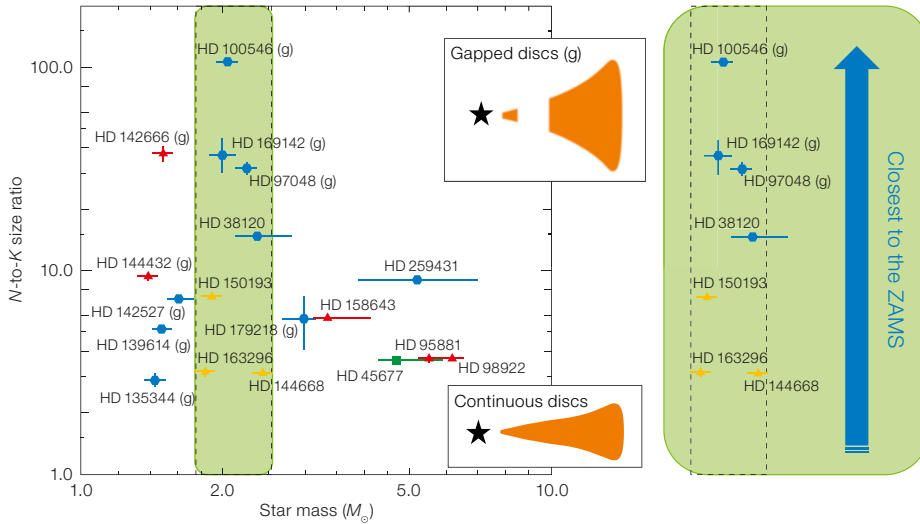 N-to-K size ratio
100.0
10.0
1.0
1.0
2.0
5.0
10.0
Star mass (M⊙)
HD 100546 (g)
HD 142666 (g)
HD 169142 (g)
HD 97048 (g)
HD 38120
HD 144432 (g)
HD 150193
HD 259431
HD 142527 (g)
HD 158643
HD 179218 (g)
HD 139614 (g)
HD 163296
HD 95881
HD 45677
HD 98922
HD 144668
HD 135344 (g)
Gapped discs (g)
Continuous discs
HD 100546 (g)
HD 169142 (g)
HD 97048 (g)
HD 38120
HD 150193
HD 163296
HD 144668
Closest to the ZAMS